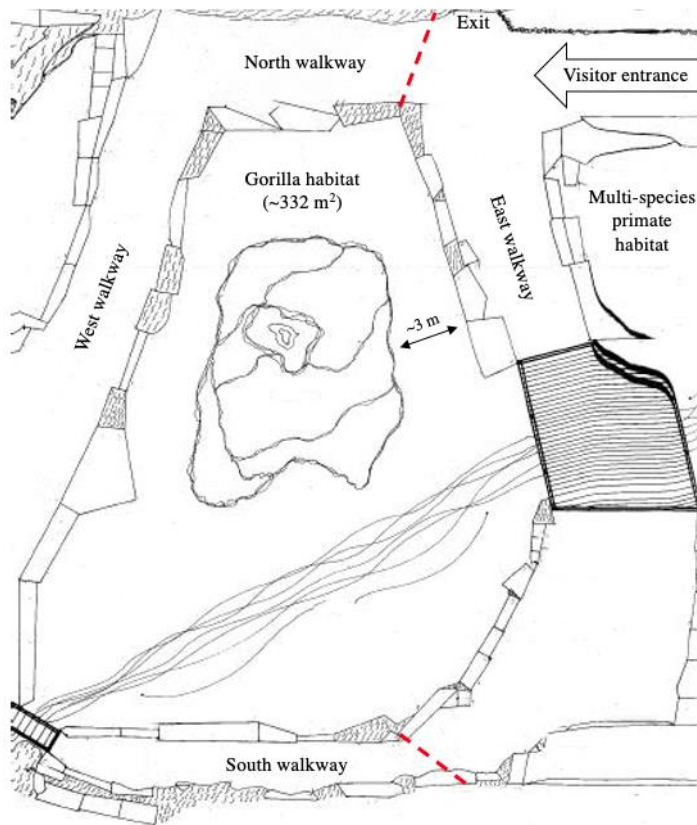 Exit
North walkway
Visitor entrance
Gorilla habitat
(~332 m²)
Multi-species
primate
habitat
East walkway
West walkway
~3 m
South walkway